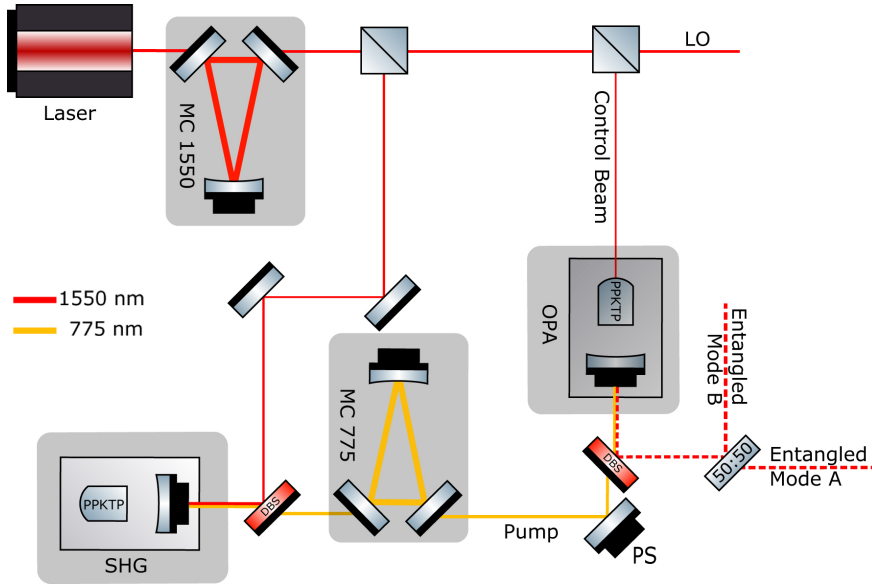 LO
Laser
MC 1550
Control Beam
1550 nm
775 nm
PPKTP
OPA
Entangled
Mode B
MC 775
DBS
50:50
Entangled
Mode A
PPKTP
DBS
SHG
Pump
PS